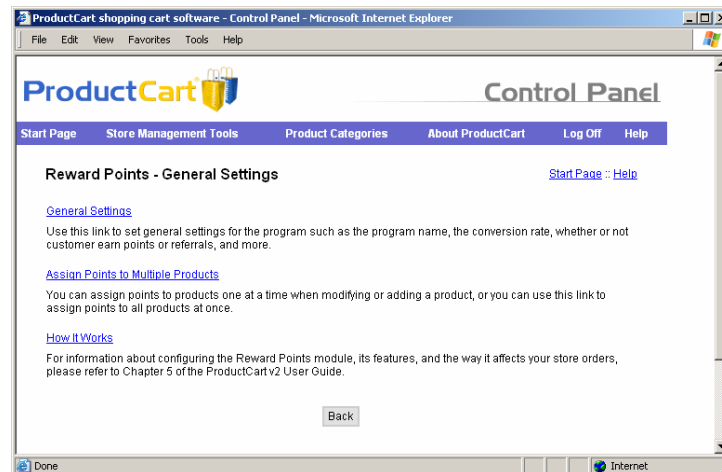 ProductCart shopping cart software - Control Panel - Microsoft Internet Explorer
File Edit View Favorites Tools Help
ProductCart
Control Panel
Start Page Store Management Tools Product Categories About ProductCart Log Off Help
Reward Points - General Settings
Start Page :: Help
General Settings
Use this link to set general settings for the program such as the program name, the conversion rate, whether or not
customer earn points or referrals, and more.
Assign Points to Multiple Products
You can assign points to products one at a time when modifying or adding a product, or you can use this link to
assign points to all products at once.
How It Works
For information about configuring the Reward Points module, its features, and the way it affects your store orders,
please refer to Chapter 5 of the ProductCart v2 User Guide.
Back
Done
Internet